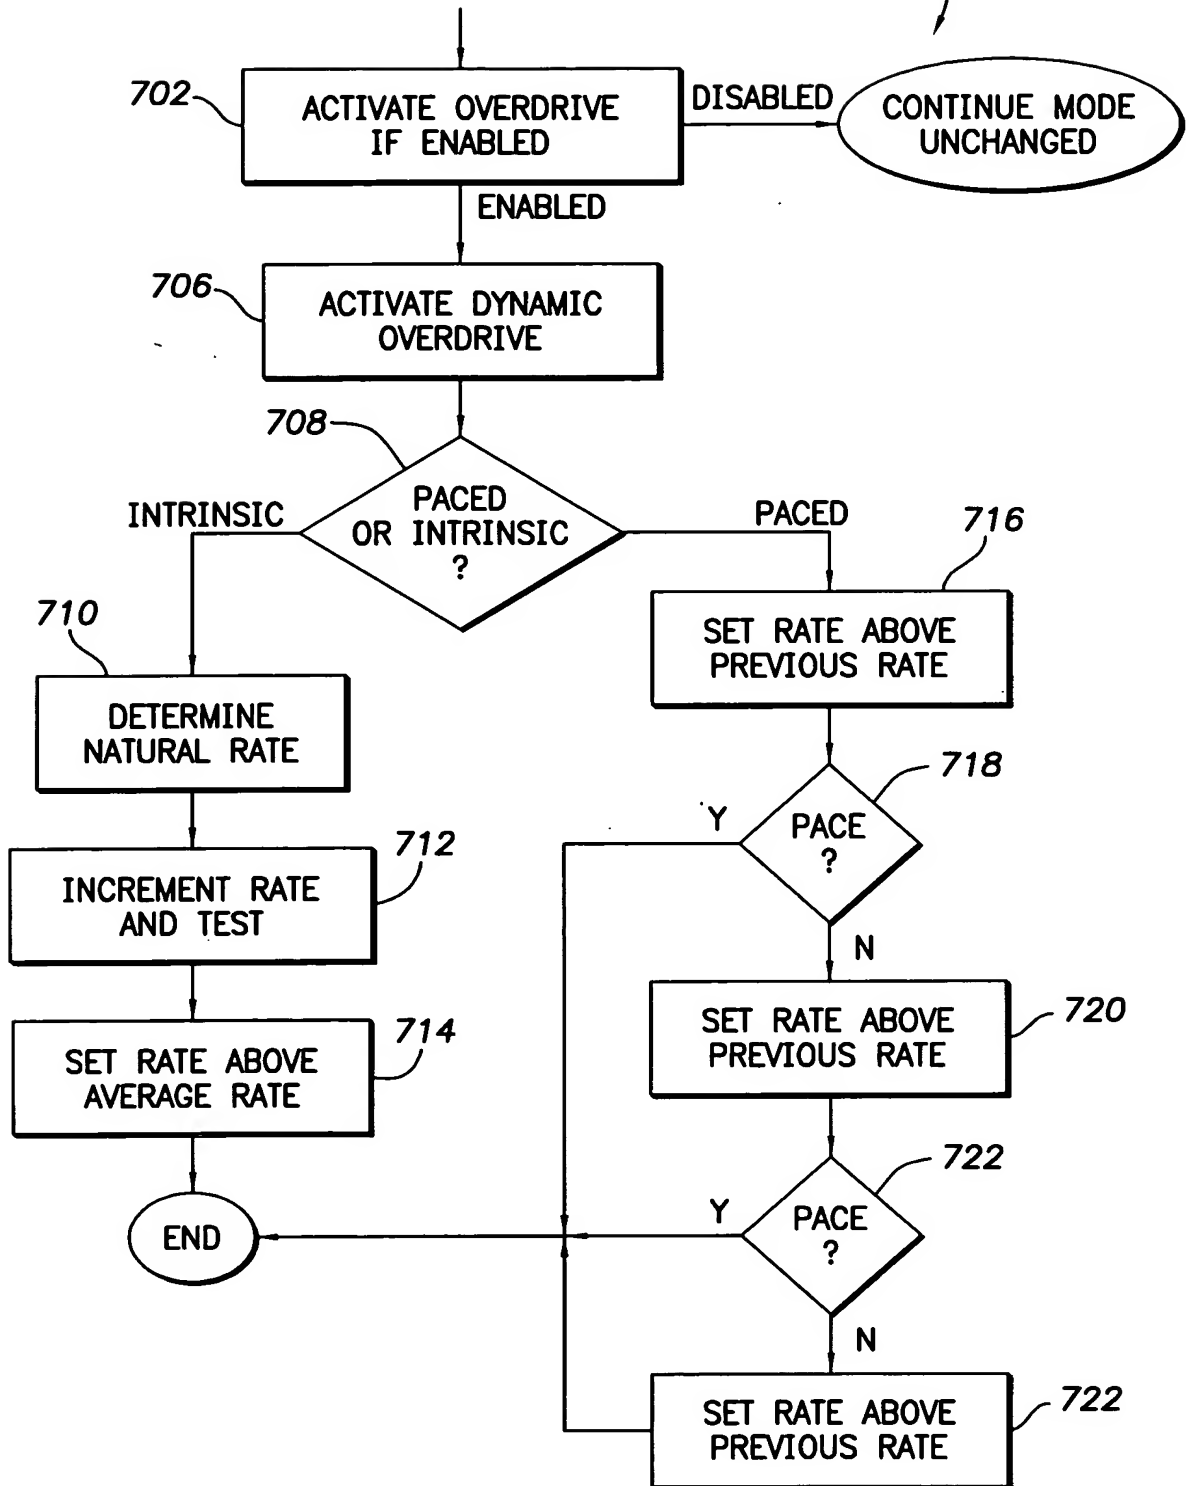 702
ACTIVATE OVERDRIVE
IF ENABLED
DISABLED
CONTINUE MODE
UNCHANGED
ENABLED
706
ACTIVATE DYNAMIC
OVERDRIVE
708
PACED
OR INTRINSIC
?
INTRINSIC
PACED
716
SET RATE ABOVE
PREVIOUS RATE
710
DETERMINE
NATURAL RATE
718
PACE
?
Y
N
712
INCREMENT RATE
AND TEST
720
SET RATE ABOVE
PREVIOUS RATE
714
SET RATE ABOVE
AVERAGE RATE
722
PACE
?
Y
N
END
722
SET RATE ABOVE
PREVIOUS RATE